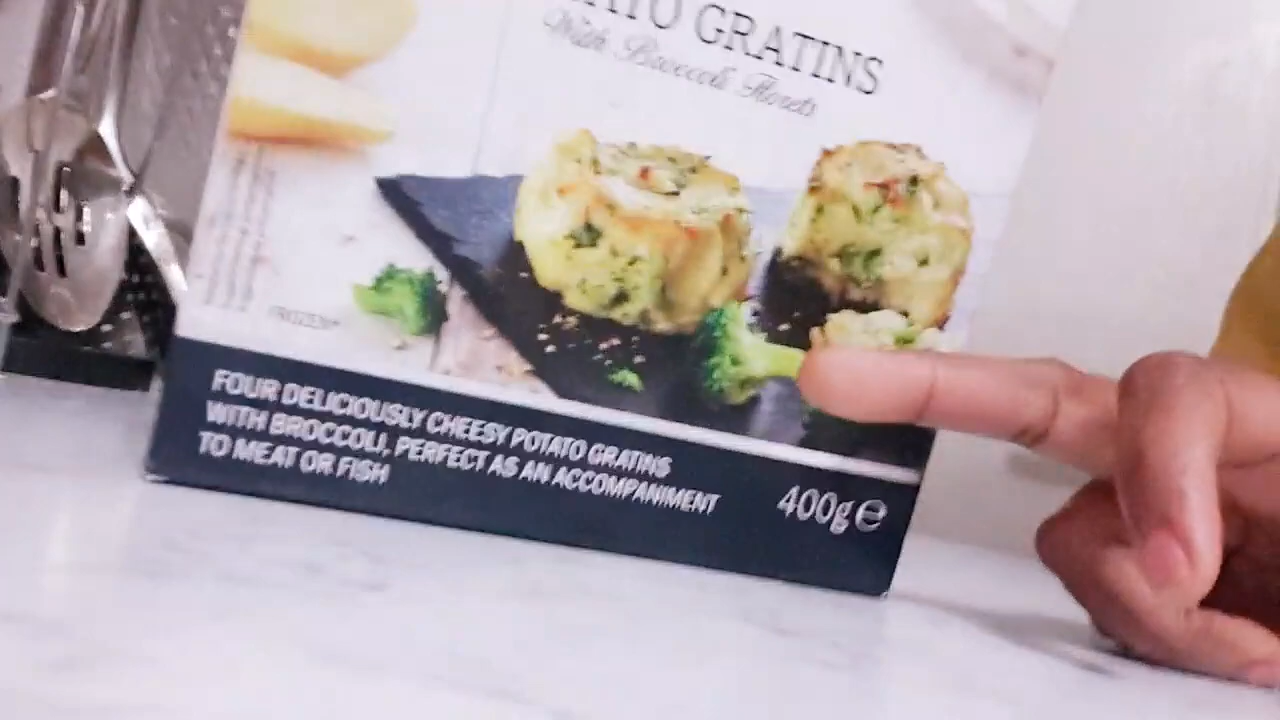 GRATINS
With Broccoli Florets
FROZEN
FOUR DELICIOUSLY CHEESY POTATO GRATINS
WITH BROCCOLI, PERFECT AS AN ACCOMPANIMENT
TO MEAT OR FISH
400g℮